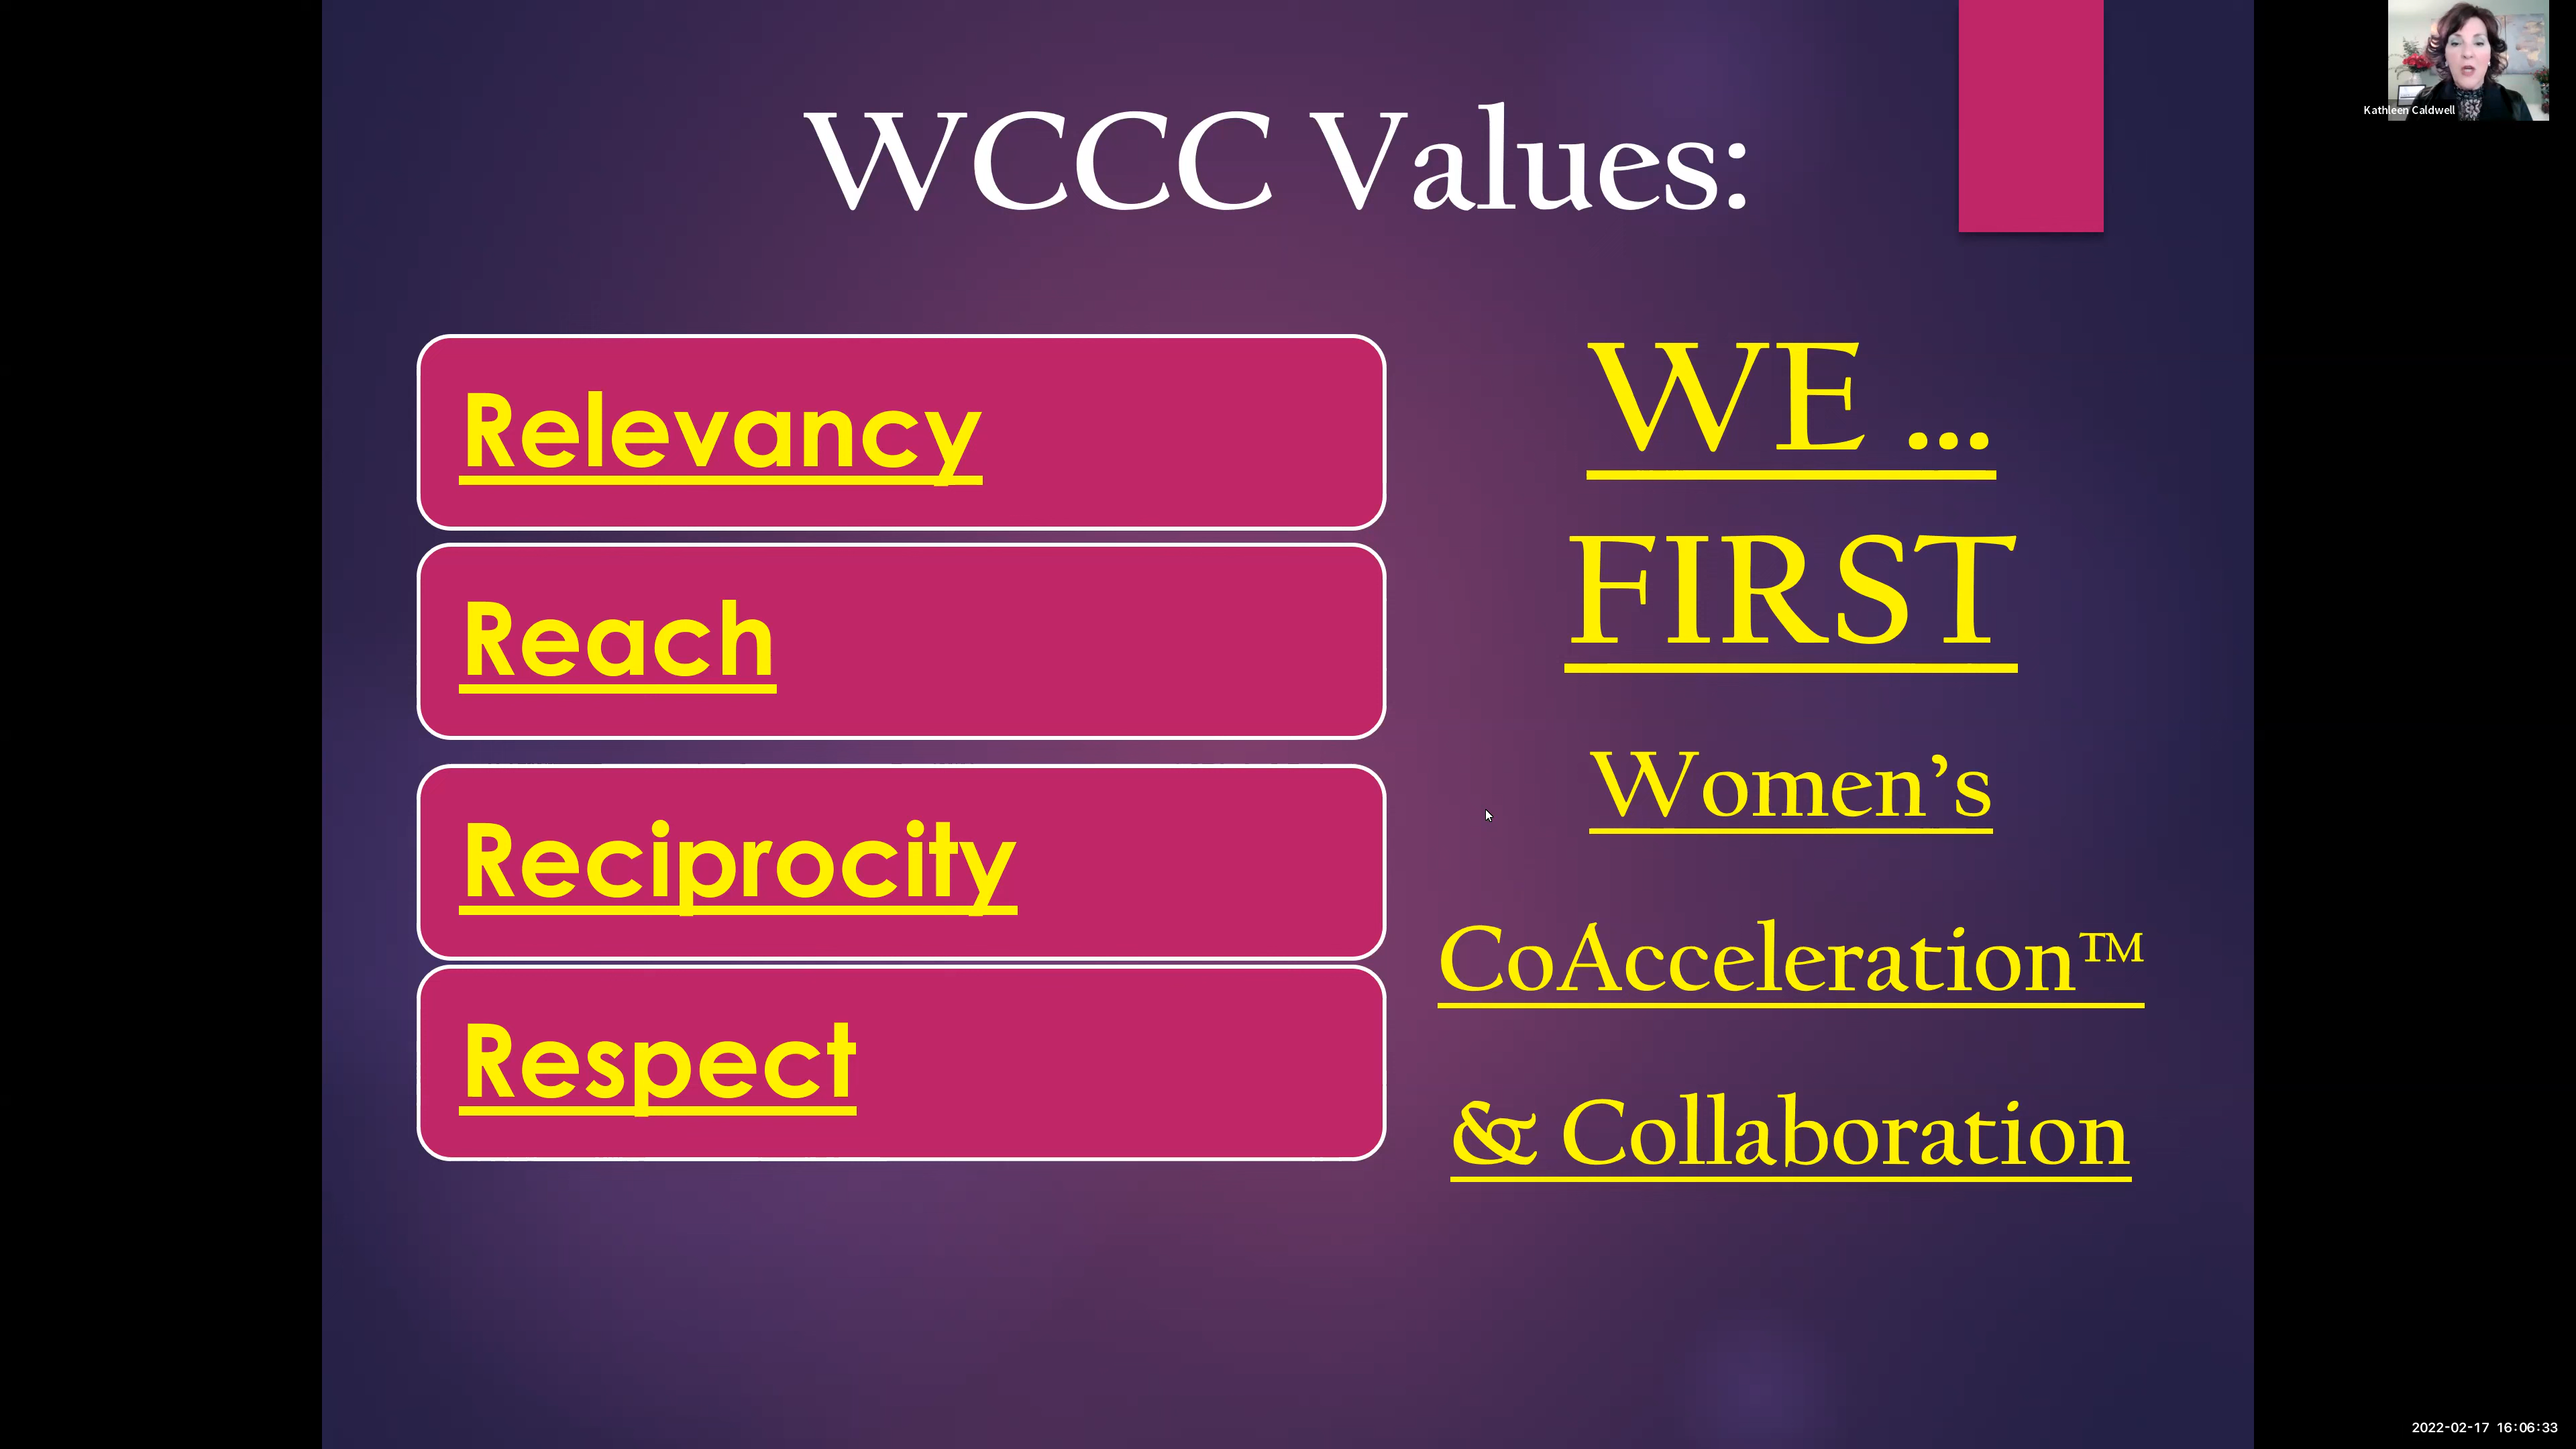 WCCC Values:
Relevancy
Reach
Reciprocity
Respect
WE ...
FIRST
Women’s
CoAcceleration™
& Collaboration
Kathleen Caldwell
2022-02-17 16:06:33